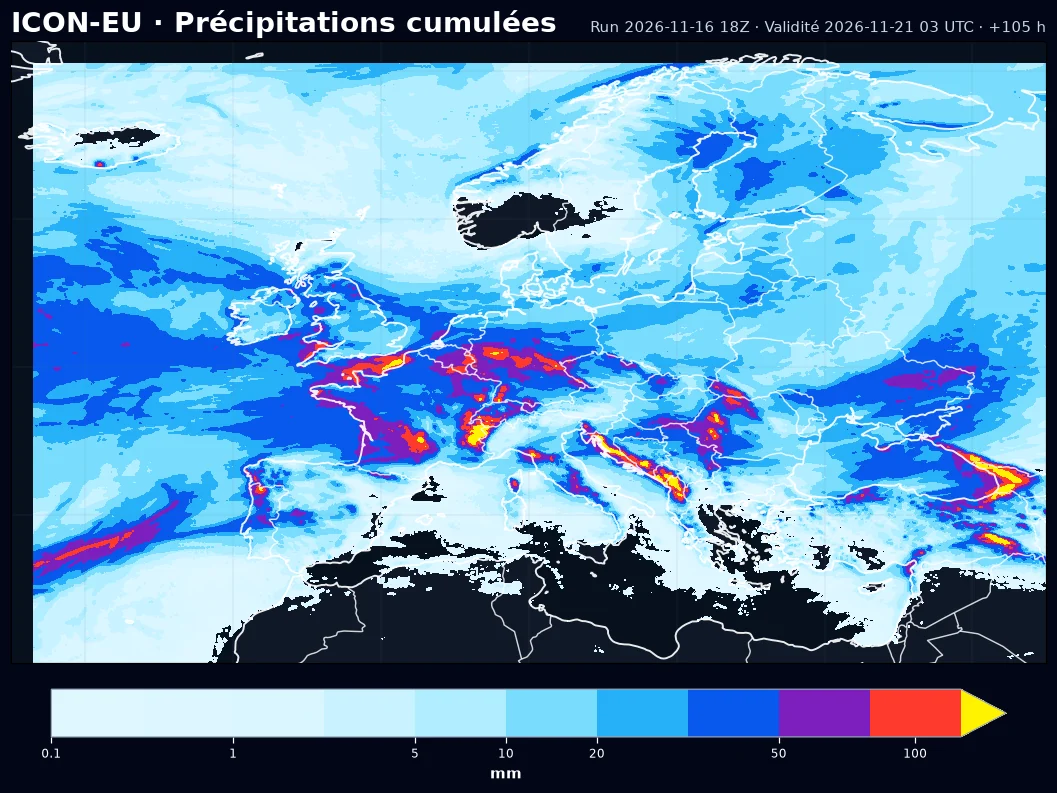 ICON-EU · Précipitations cumulées
Run 2026-11-16 18Z · Validité 2026-11-21 03 UTC · +105 h
0.1 1 5 10 20 50 100
mm